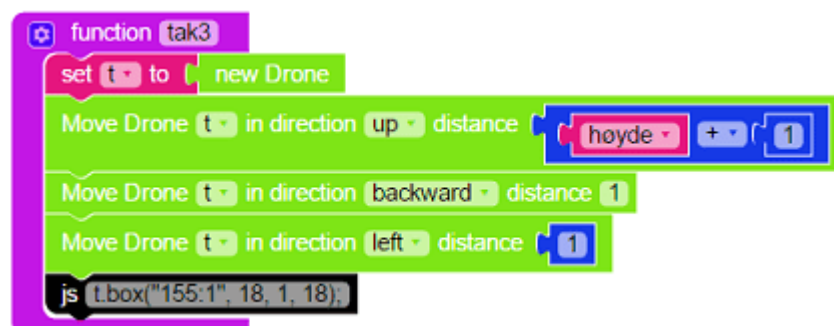 function tak3
set t to new Drone
Move Drone t in direction up distance høyde + 1
Move Drone t in direction backward distance 1
Move Drone t in direction left distance 1
js t.box("155:1", 18, 1, 18);